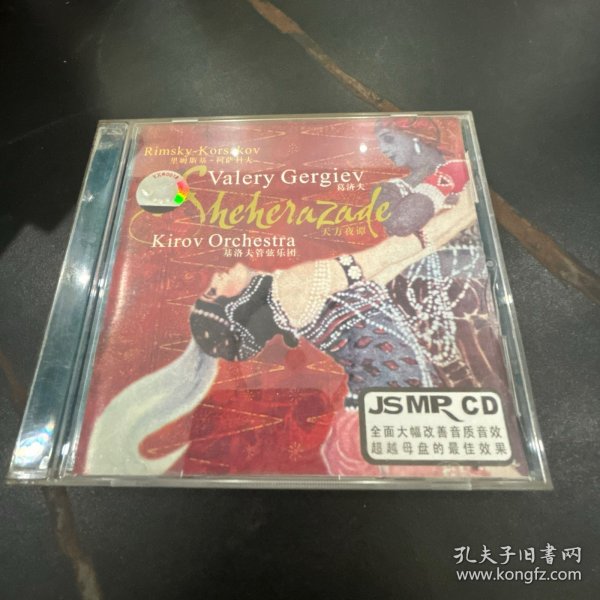 Rimsky-Korsakov
里姆斯基·柯萨科夫
Valery Gergiev
葛济夫
Sheherazade
天方夜谭
Kirov Orchestra
基洛夫管弦乐团
JSMR CD
全面大幅改善音质音效
超越母盘的最佳效果
孔夫子旧书网
www.kongfz.com